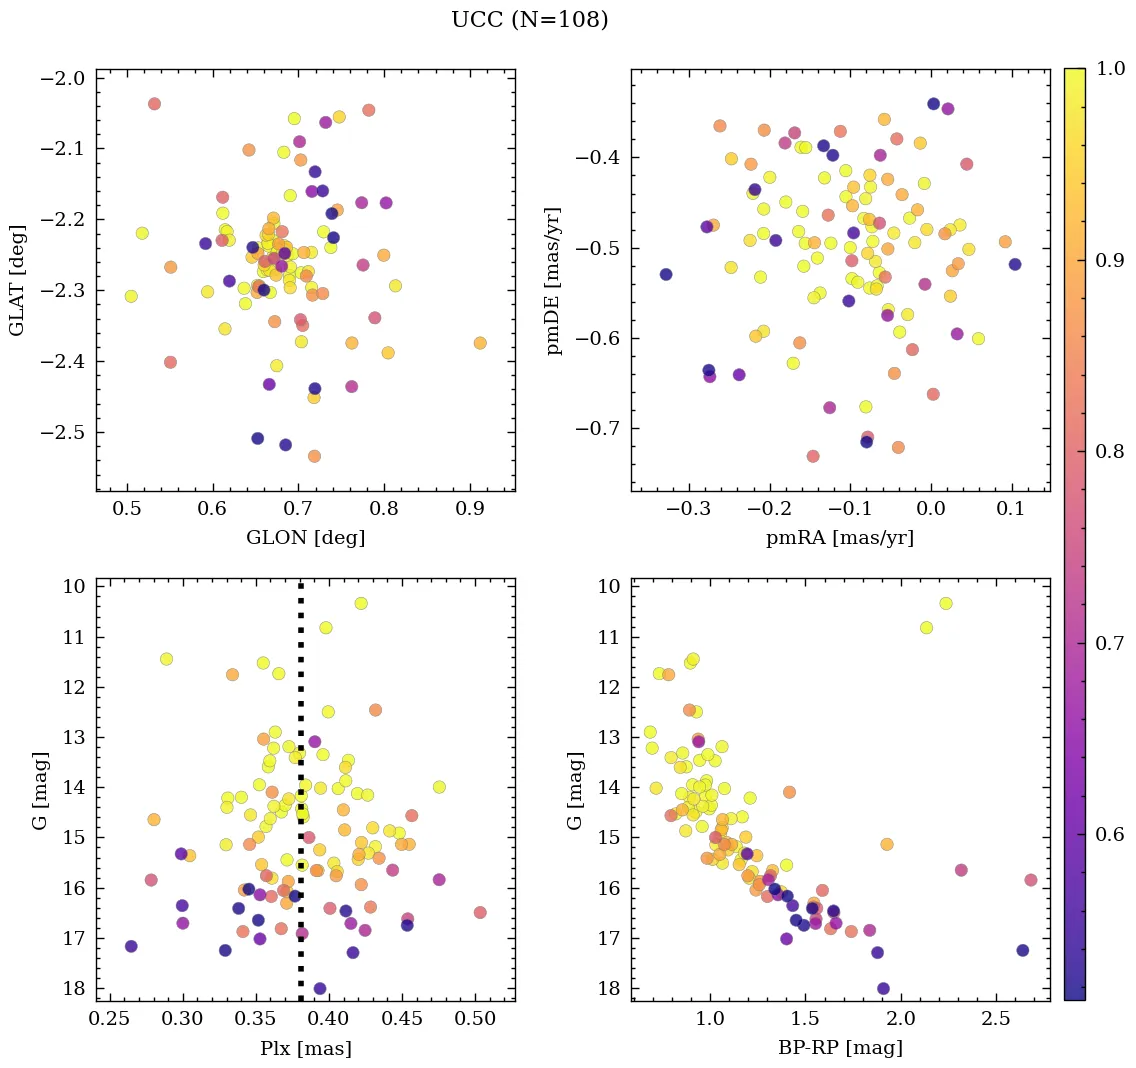 UCC (N=108)
−2.0
−2.1
−2.2
−2.3
−2.4
−2.5
GLAT [deg]
0.5 0.6 0.7 0.8 0.9
GLON [deg]
−0.4
−0.5
−0.6
−0.7
pmDE [mas/yr]
−0.3 −0.2 −0.1 0.0 0.1
pmRA [mas/yr]
1.0
0.9
0.8
0.7
0.6
10
11
12
13
14
15
16
17
18
G [mag]
0.25 0.30 0.35 0.40 0.45 0.50
Plx [mas]
10
11
12
13
14
15
16
17
18
G [mag]
1.0 1.5 2.0 2.5
BP-RP [mag]